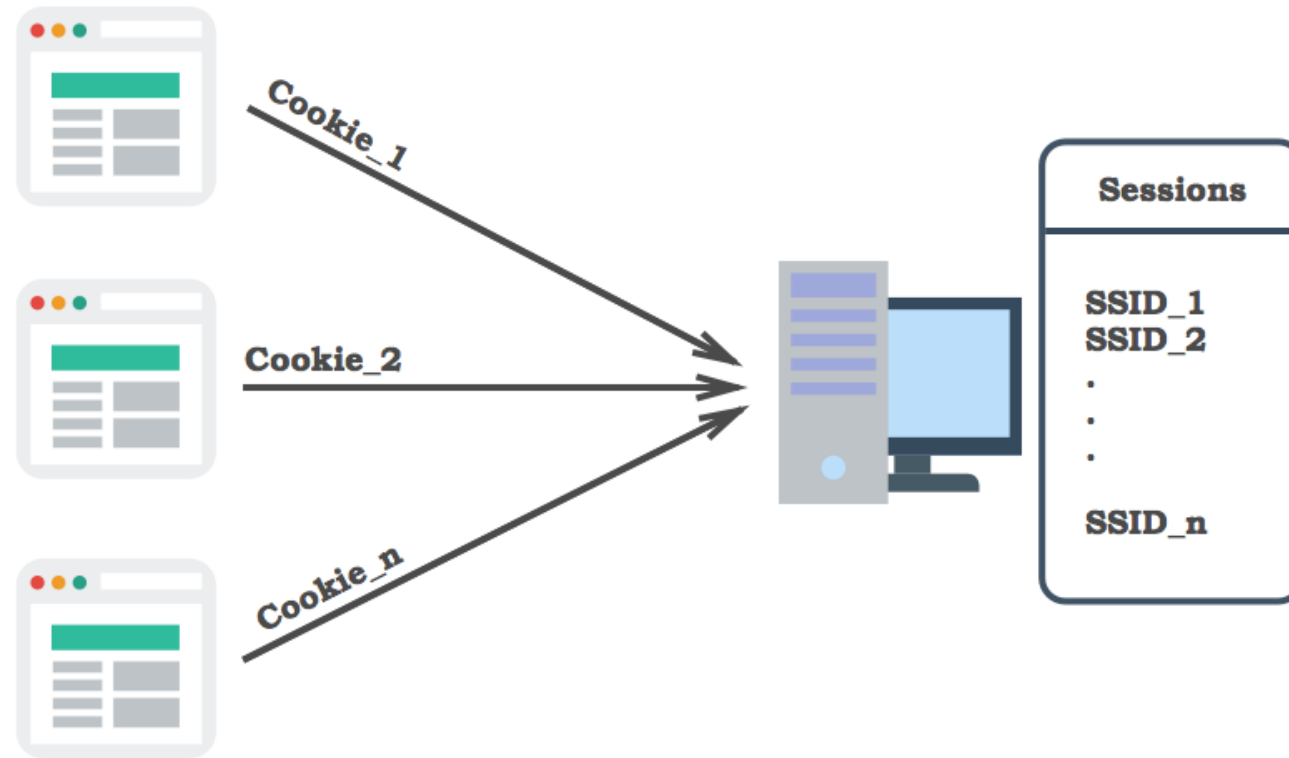 Cookie_1
Cookie_2
Cookie_n
Sessions
SSID_1
SSID_2
.
.
.
SSID_n